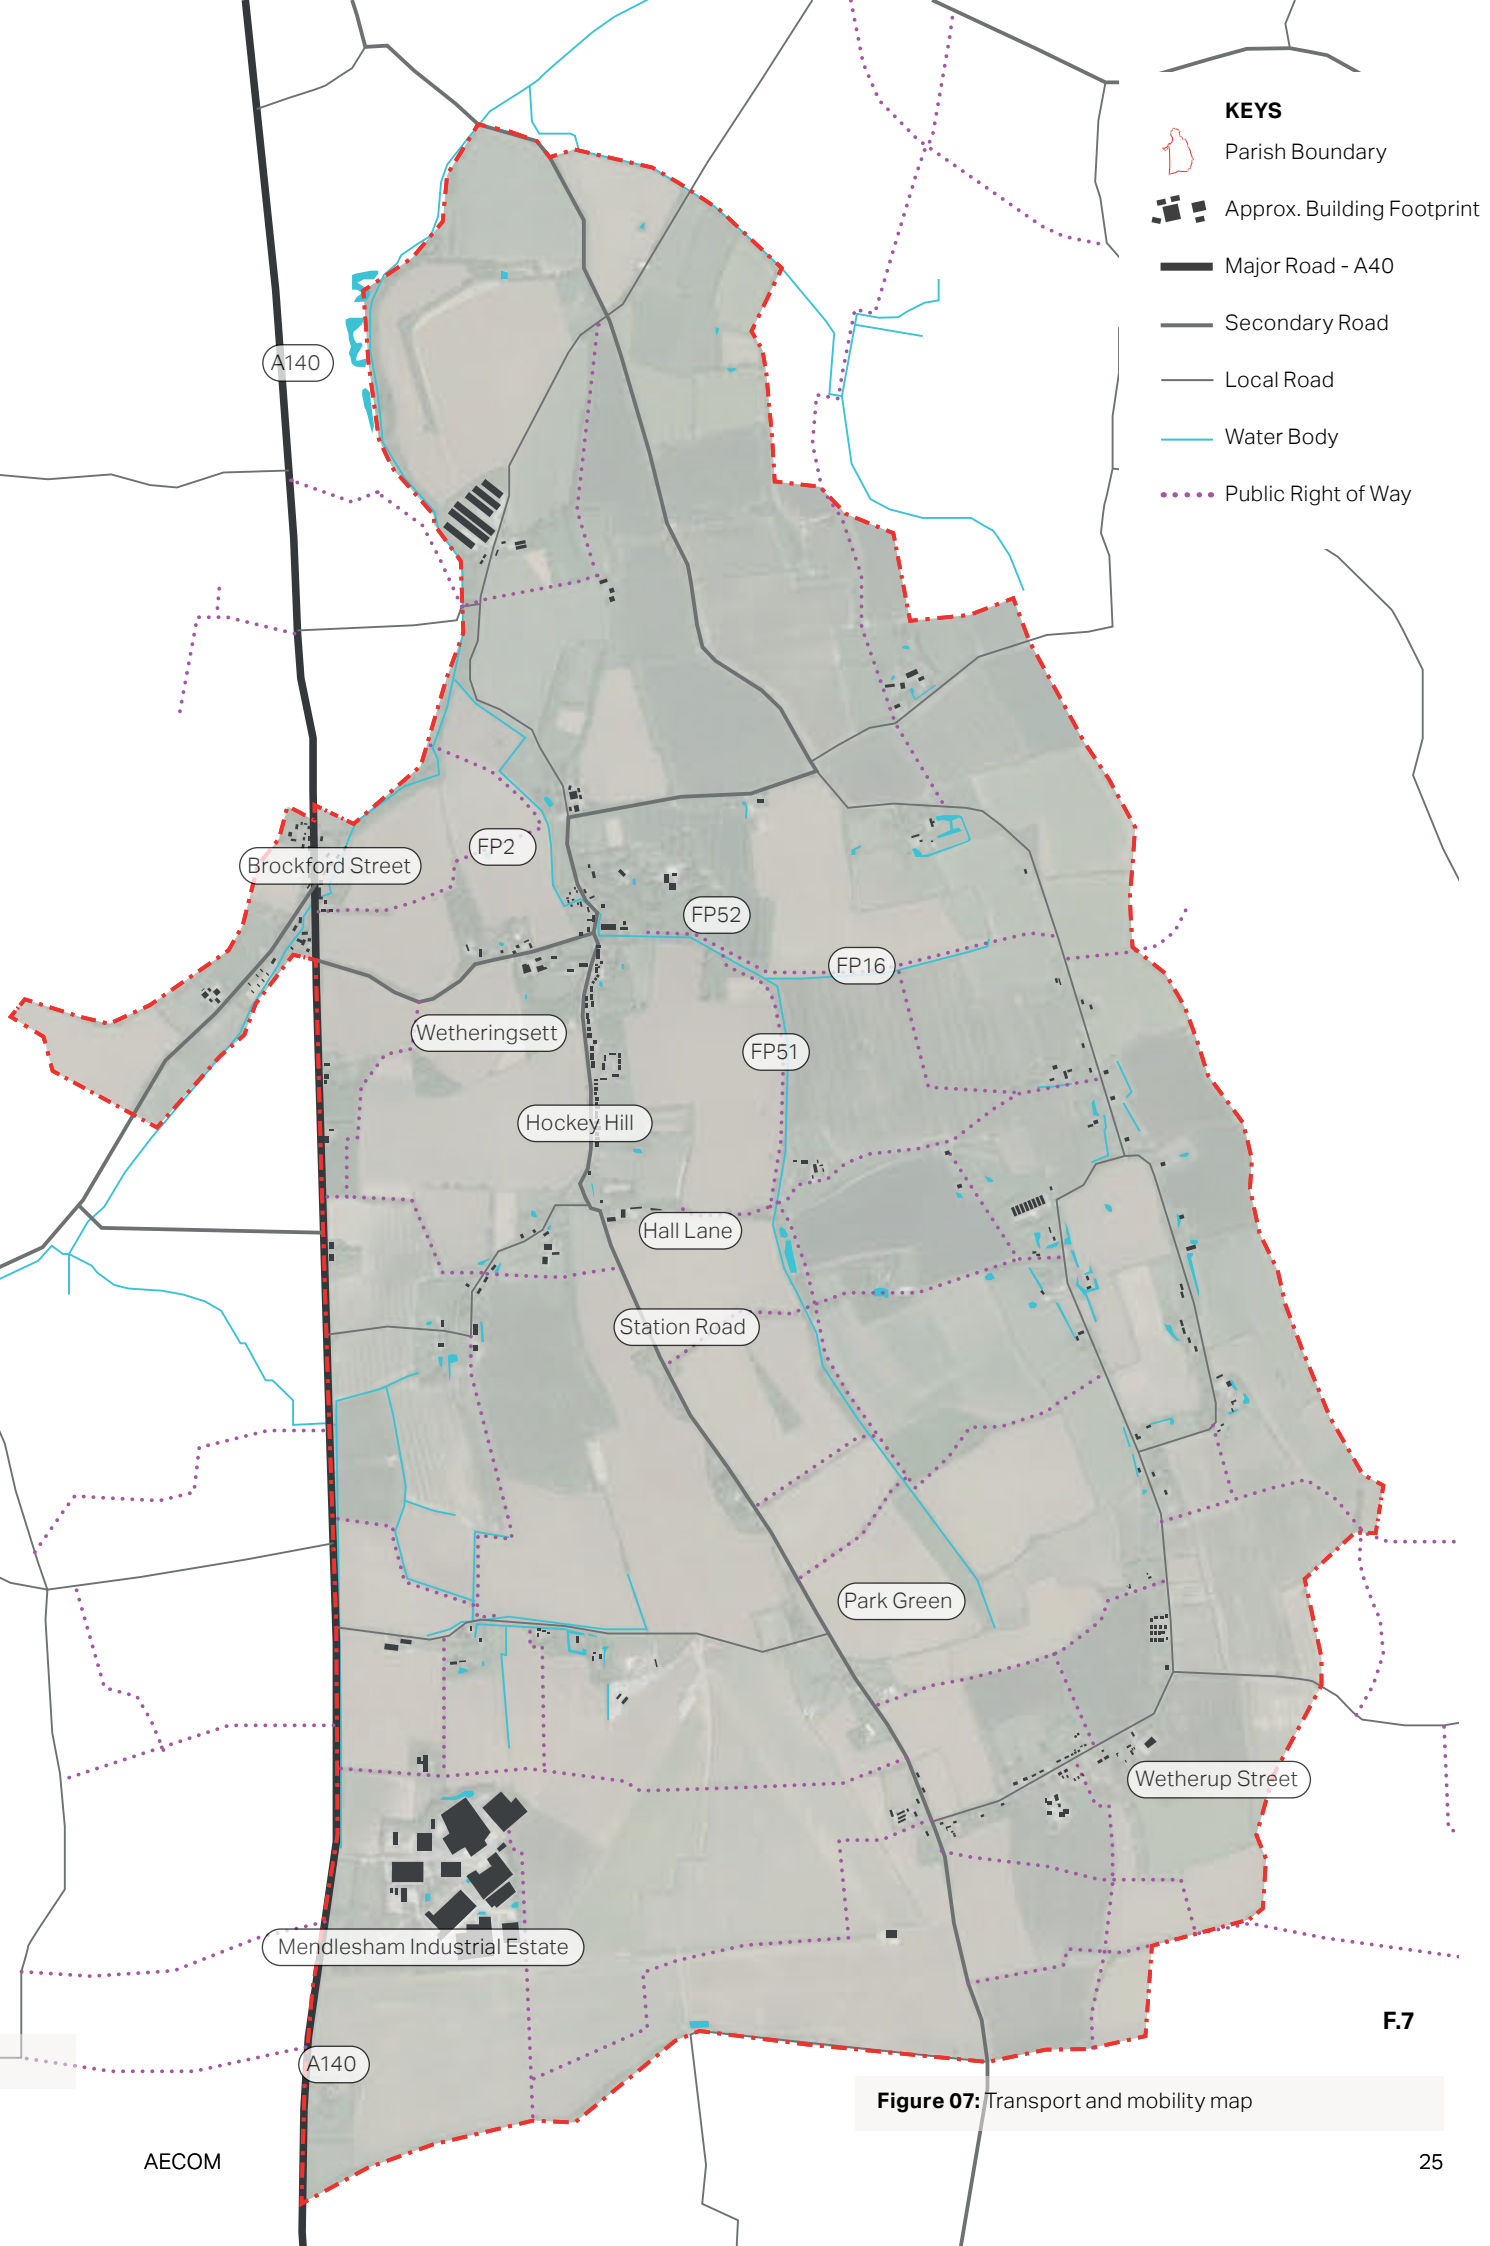 KEYS
Parish Boundary
Approx. Building Footprint
Major Road - A40
Secondary Road
Local Road
Water Body
Public Right of Way
A140
FP2
Brockford Street
FP52
FP16
Wetheringsett
FP51
Hockey Hill
Hall Lane
Station Road
Park Green
Wetherup Street
Mendlesham Industrial Estate
F.7
A140
Figure 07: Transport and mobility map
AECOM
25